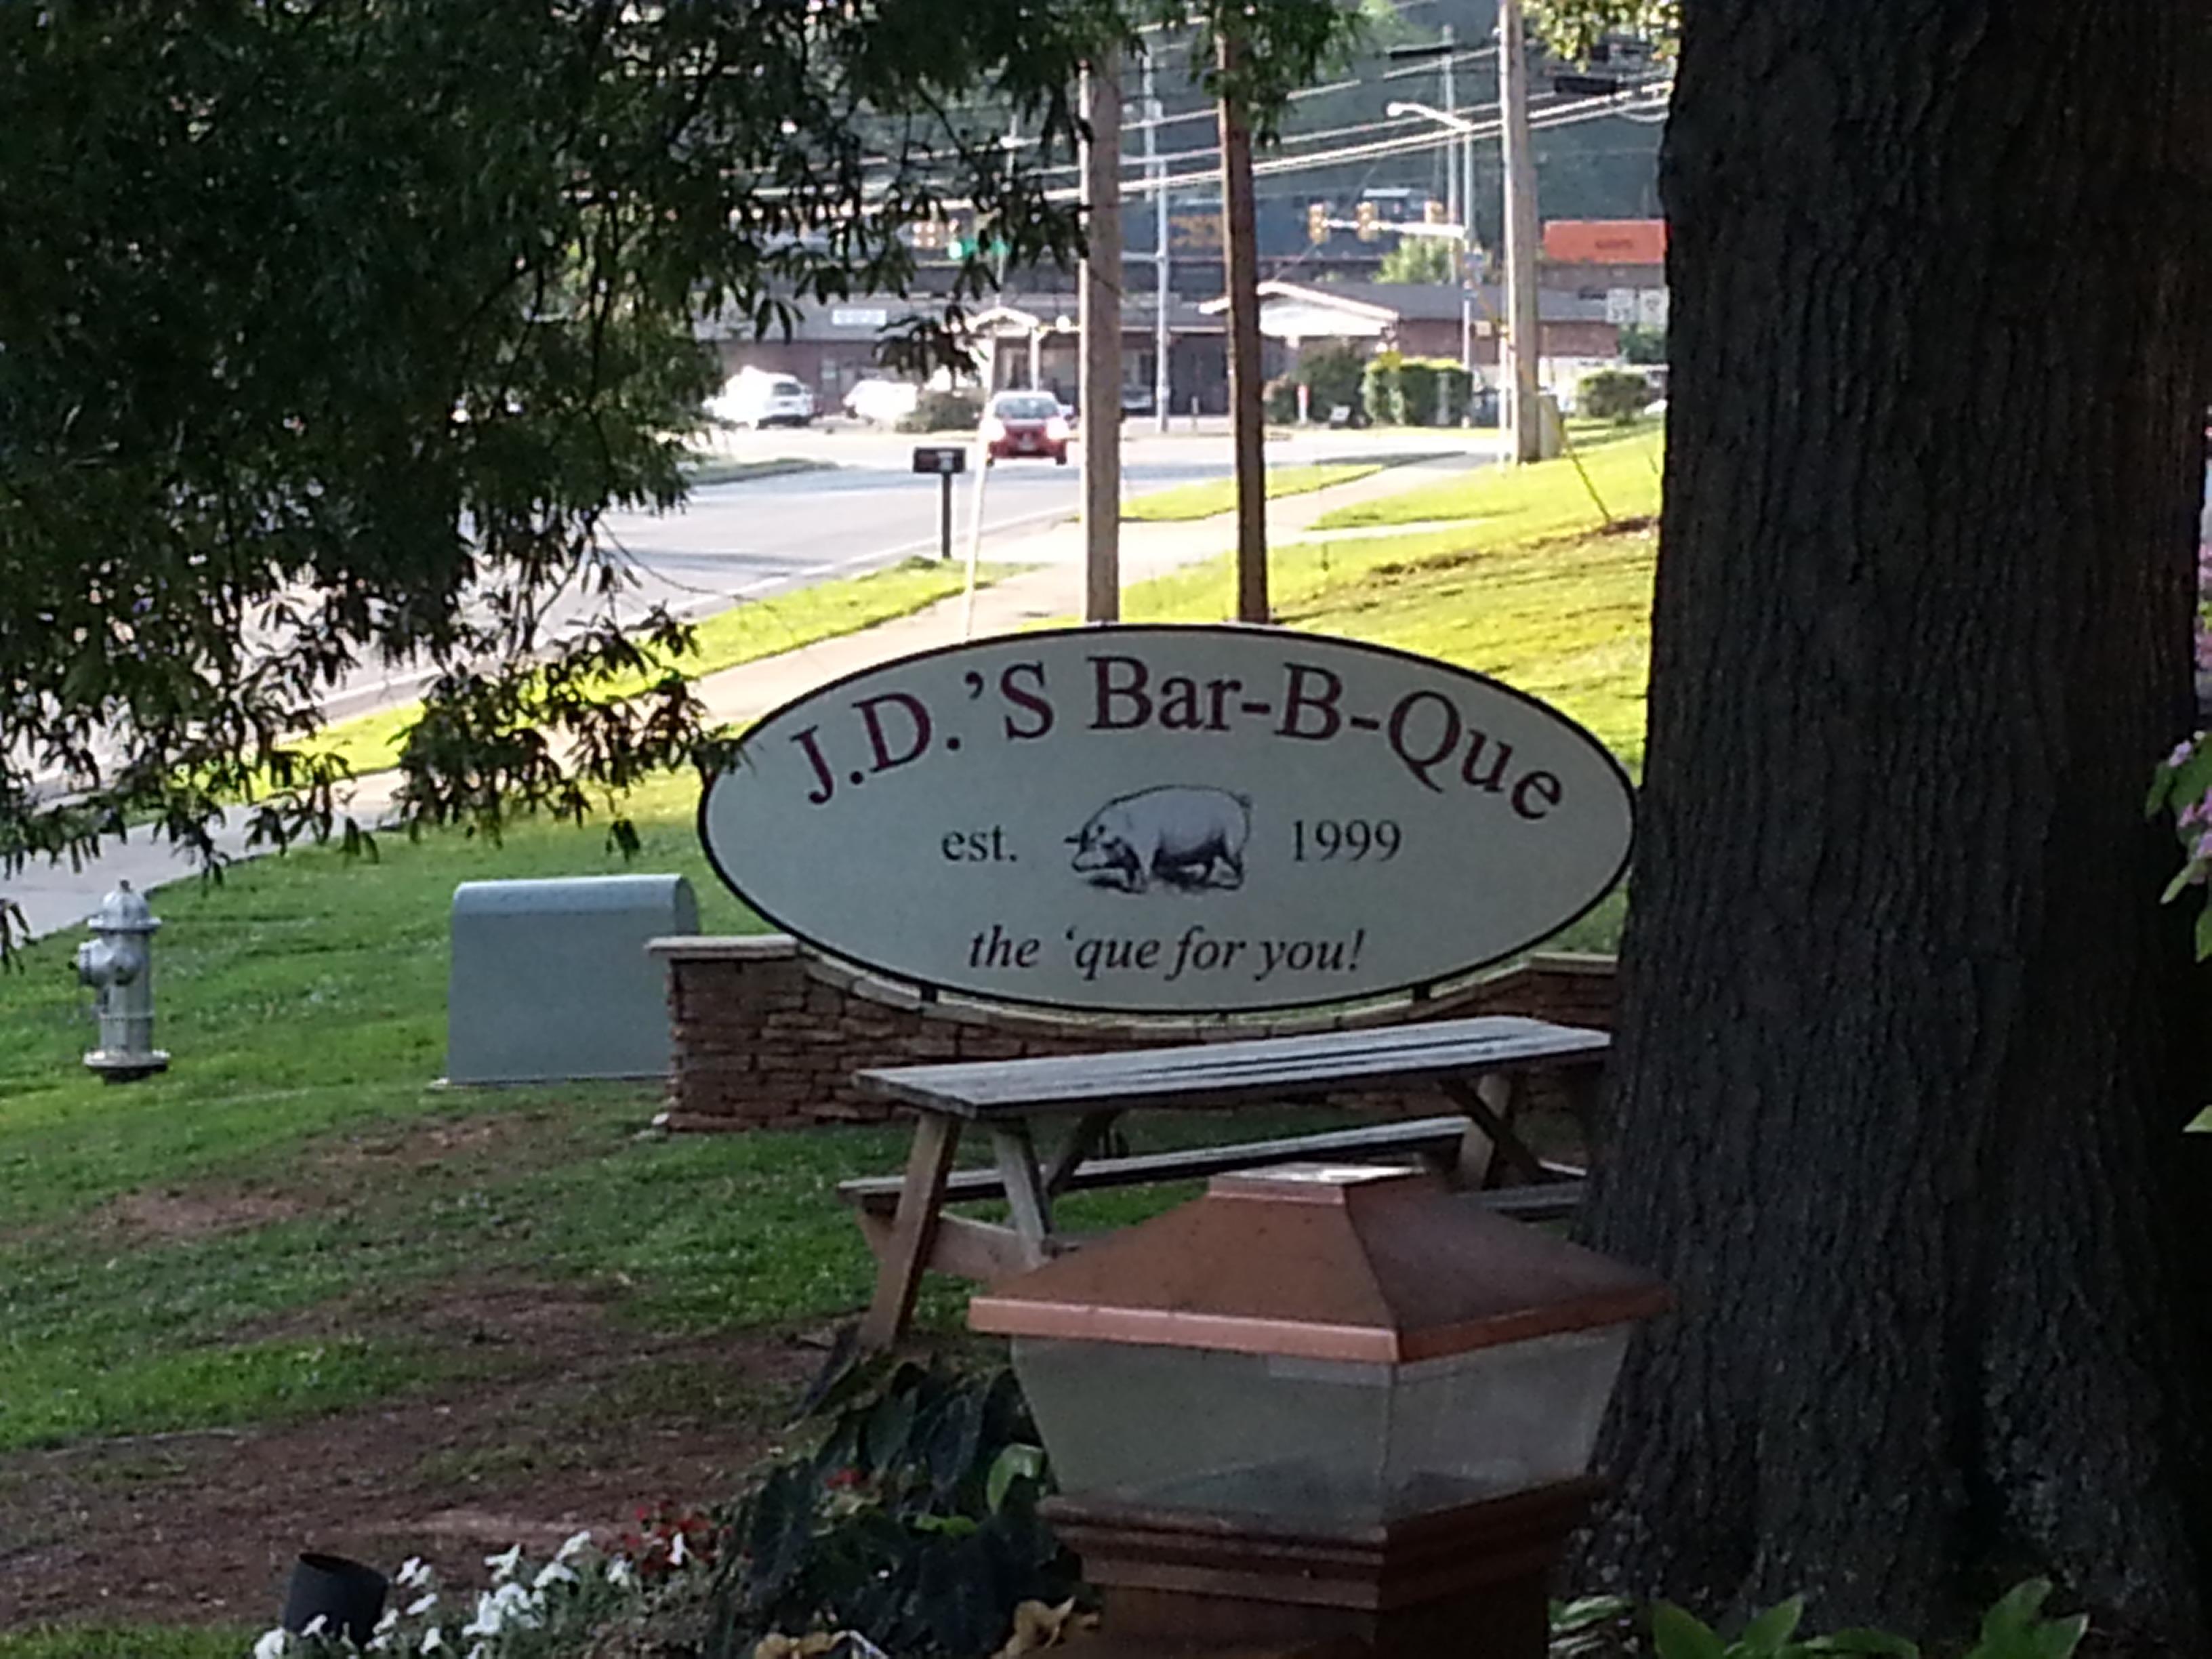 J.D.'S Bar-B-Que
est. 1999
the 'que for you!